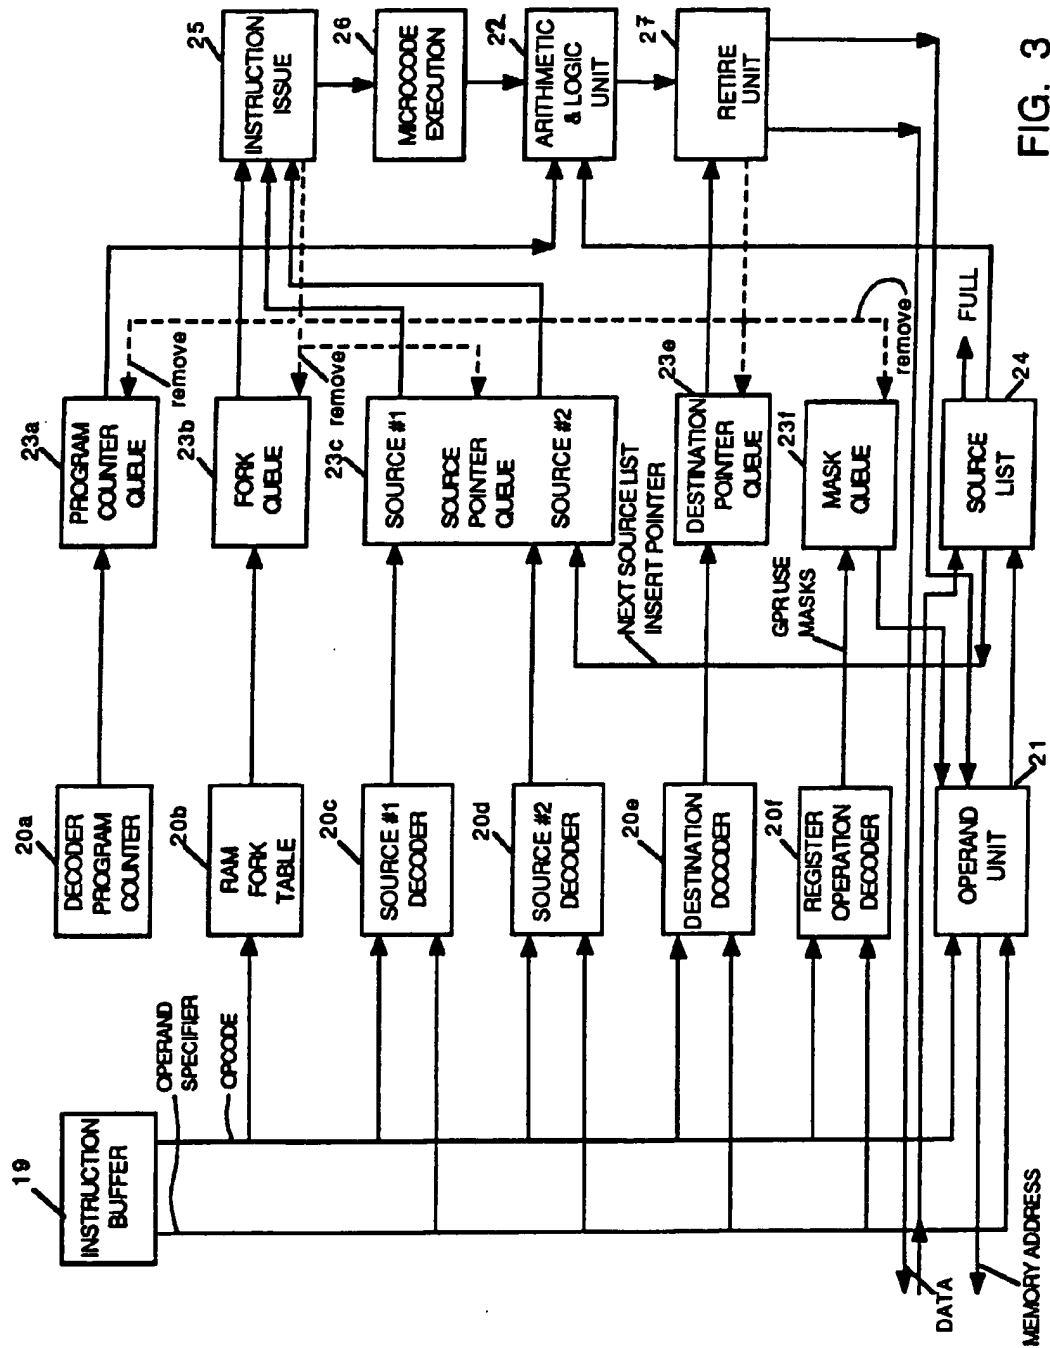 19
INSTRUCTION
BUFFER
OPERAND
SPECIFIER
OPCODE
DATA
MEMORY ADDRESS
20a
DECODER
PROGRAM
COUNTER
20b
RAM
FORK
TABLE
20c
SOURCE #1
DECODER
20d
SOURCE #2
DECODER
20e
DESTINATION
DOCODER
20f
REGISTER
OPERATION
DECODER
OPERAND
UNIT
21
NEXT SOURCE LIST
INSERT POINTER
GPR USE
MASKS
23a
PROGRAM
COUNTER
QUEUE
remove
23b
FORK
QUEUE
remove
23c
SOURCE #1
SOURCE
POINTER
QUEUE
SOURCE #2
23e
DESTINATION
POINTER
QUEUE
23f
MASK
QUEUE
remove
SOURCE
LIST
24
FULL
25
INSTRUCTION
ISSUE
26
MICROCODE
EXECUTION
22
ARITHMETIC
& LOGIC
UNIT
27
RETIRE
UNIT
FIG. 3